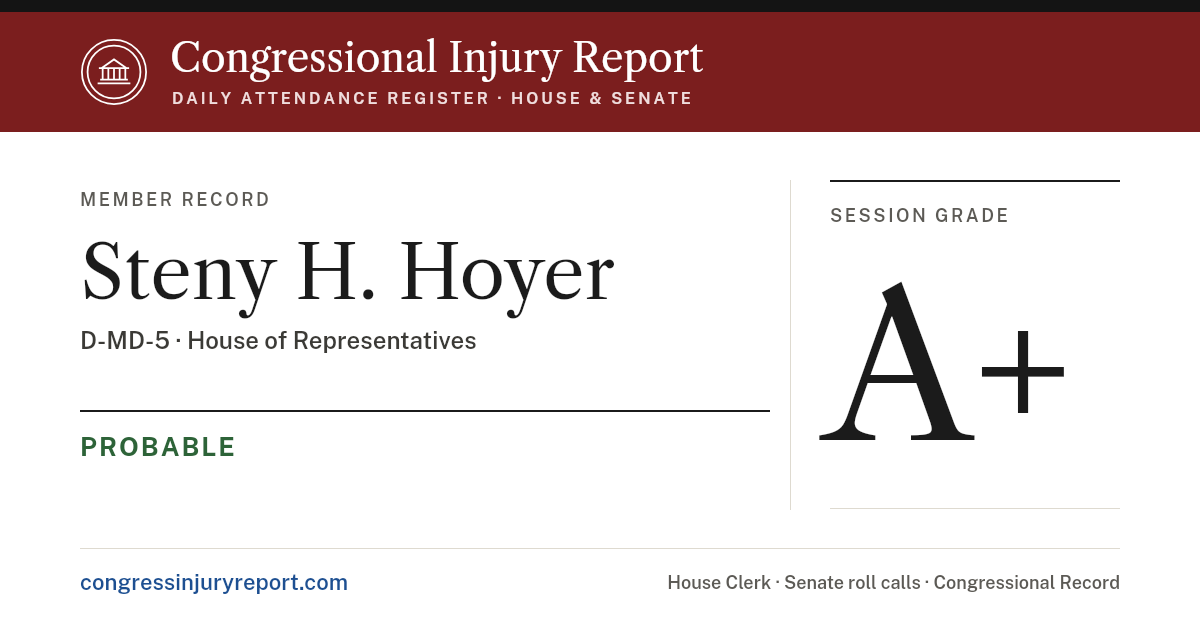 Congressional Injury Report
DAILY ATTENDANCE REGISTER · HOUSE & SENATE
MEMBER RECORD
Steny H. Hoyer
D-MD-5 · House of Representatives
PROBABLE
SESSION GRADE
A+
congressinjuryreport.com
House Clerk · Senate roll calls · Congressional Record